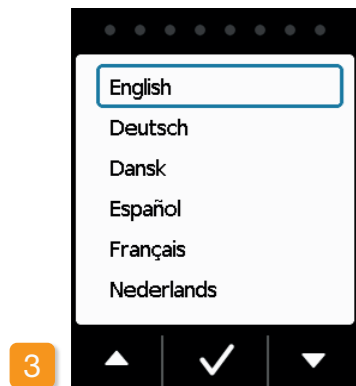 English
Deutsch
Dansk
Español
Français
Nederlands
3